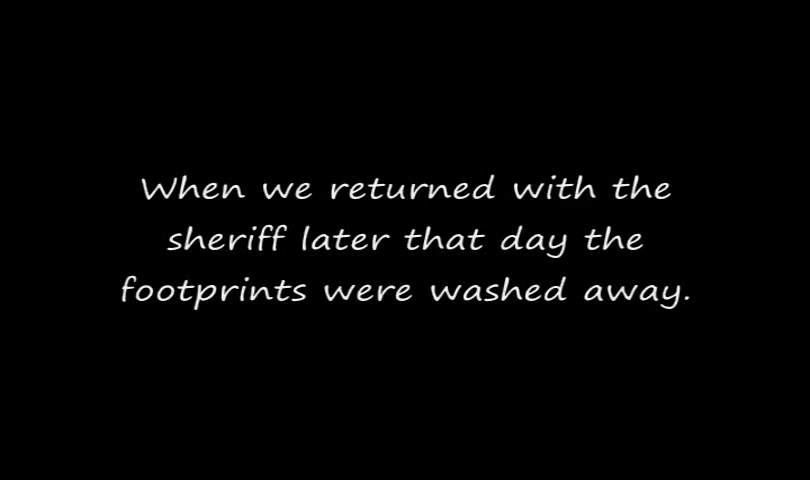 When we returned with the
sheriff later that day the
footprints were washed away.